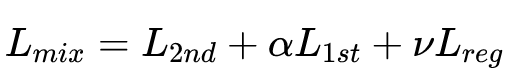 L_{mix} = L_{2nd} + αL_{1st} + νL_{reg}